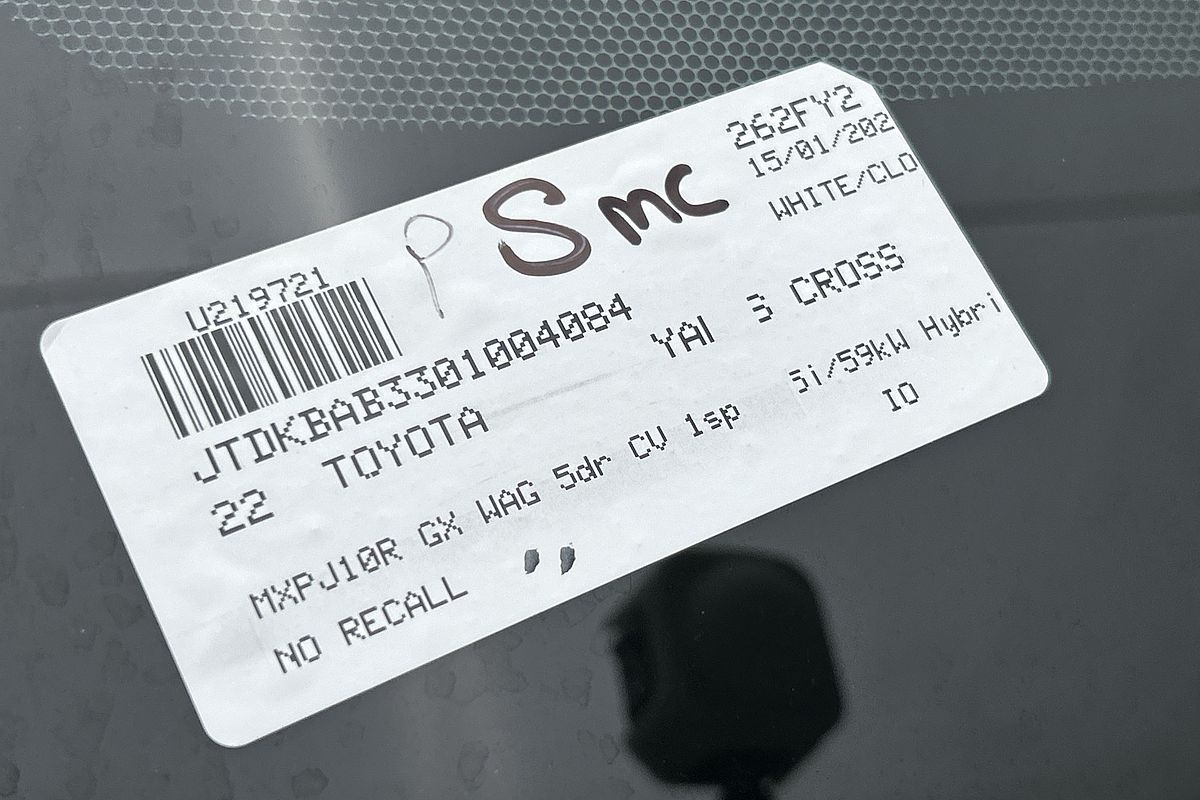 262FY2
15/01/202
WHITE/CLO
P Smc
U219721
JTDKBAB3301004084
22 TOYOTA YAI S CROSS
MXPJ10R GX WAG 5dr CV 1sp 5i/59kW Hybri
NO RECALL ,, IO